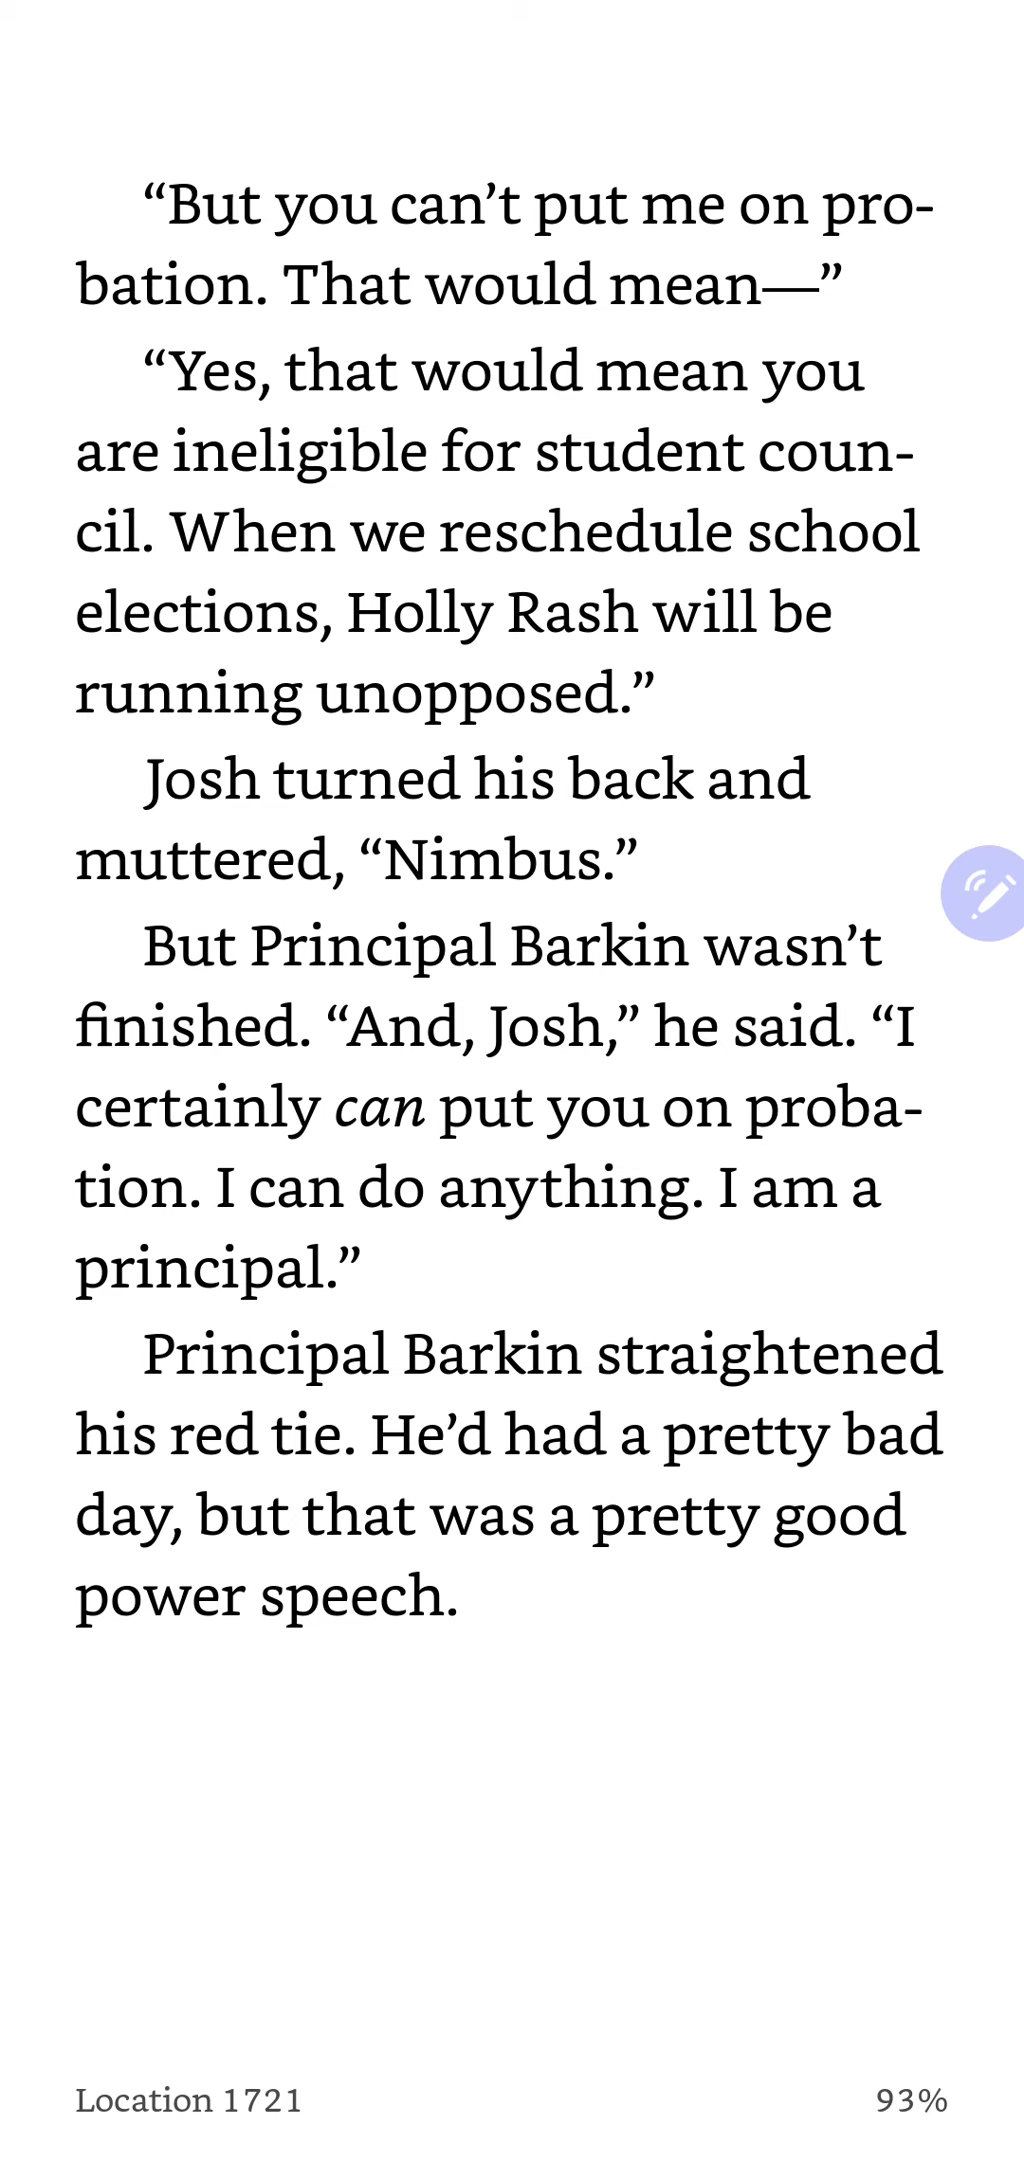 “But you can’t put me on pro-
bation. That would mean—”
“Yes, that would mean you
are ineligible for student coun-
cil. When we reschedule school
elections, Holly Rash will be
running unopposed.”
Josh turned his back and
muttered, “Nimbus.”
But Principal Barkin wasn’t
finished. “And, Josh,” he said. “I
certainly can put you on proba-
tion. I can do anything. I am a
principal.”
Principal Barkin straightened
his red tie. He’d had a pretty bad
day, but that was a pretty good
power speech.
Location 1721 93%